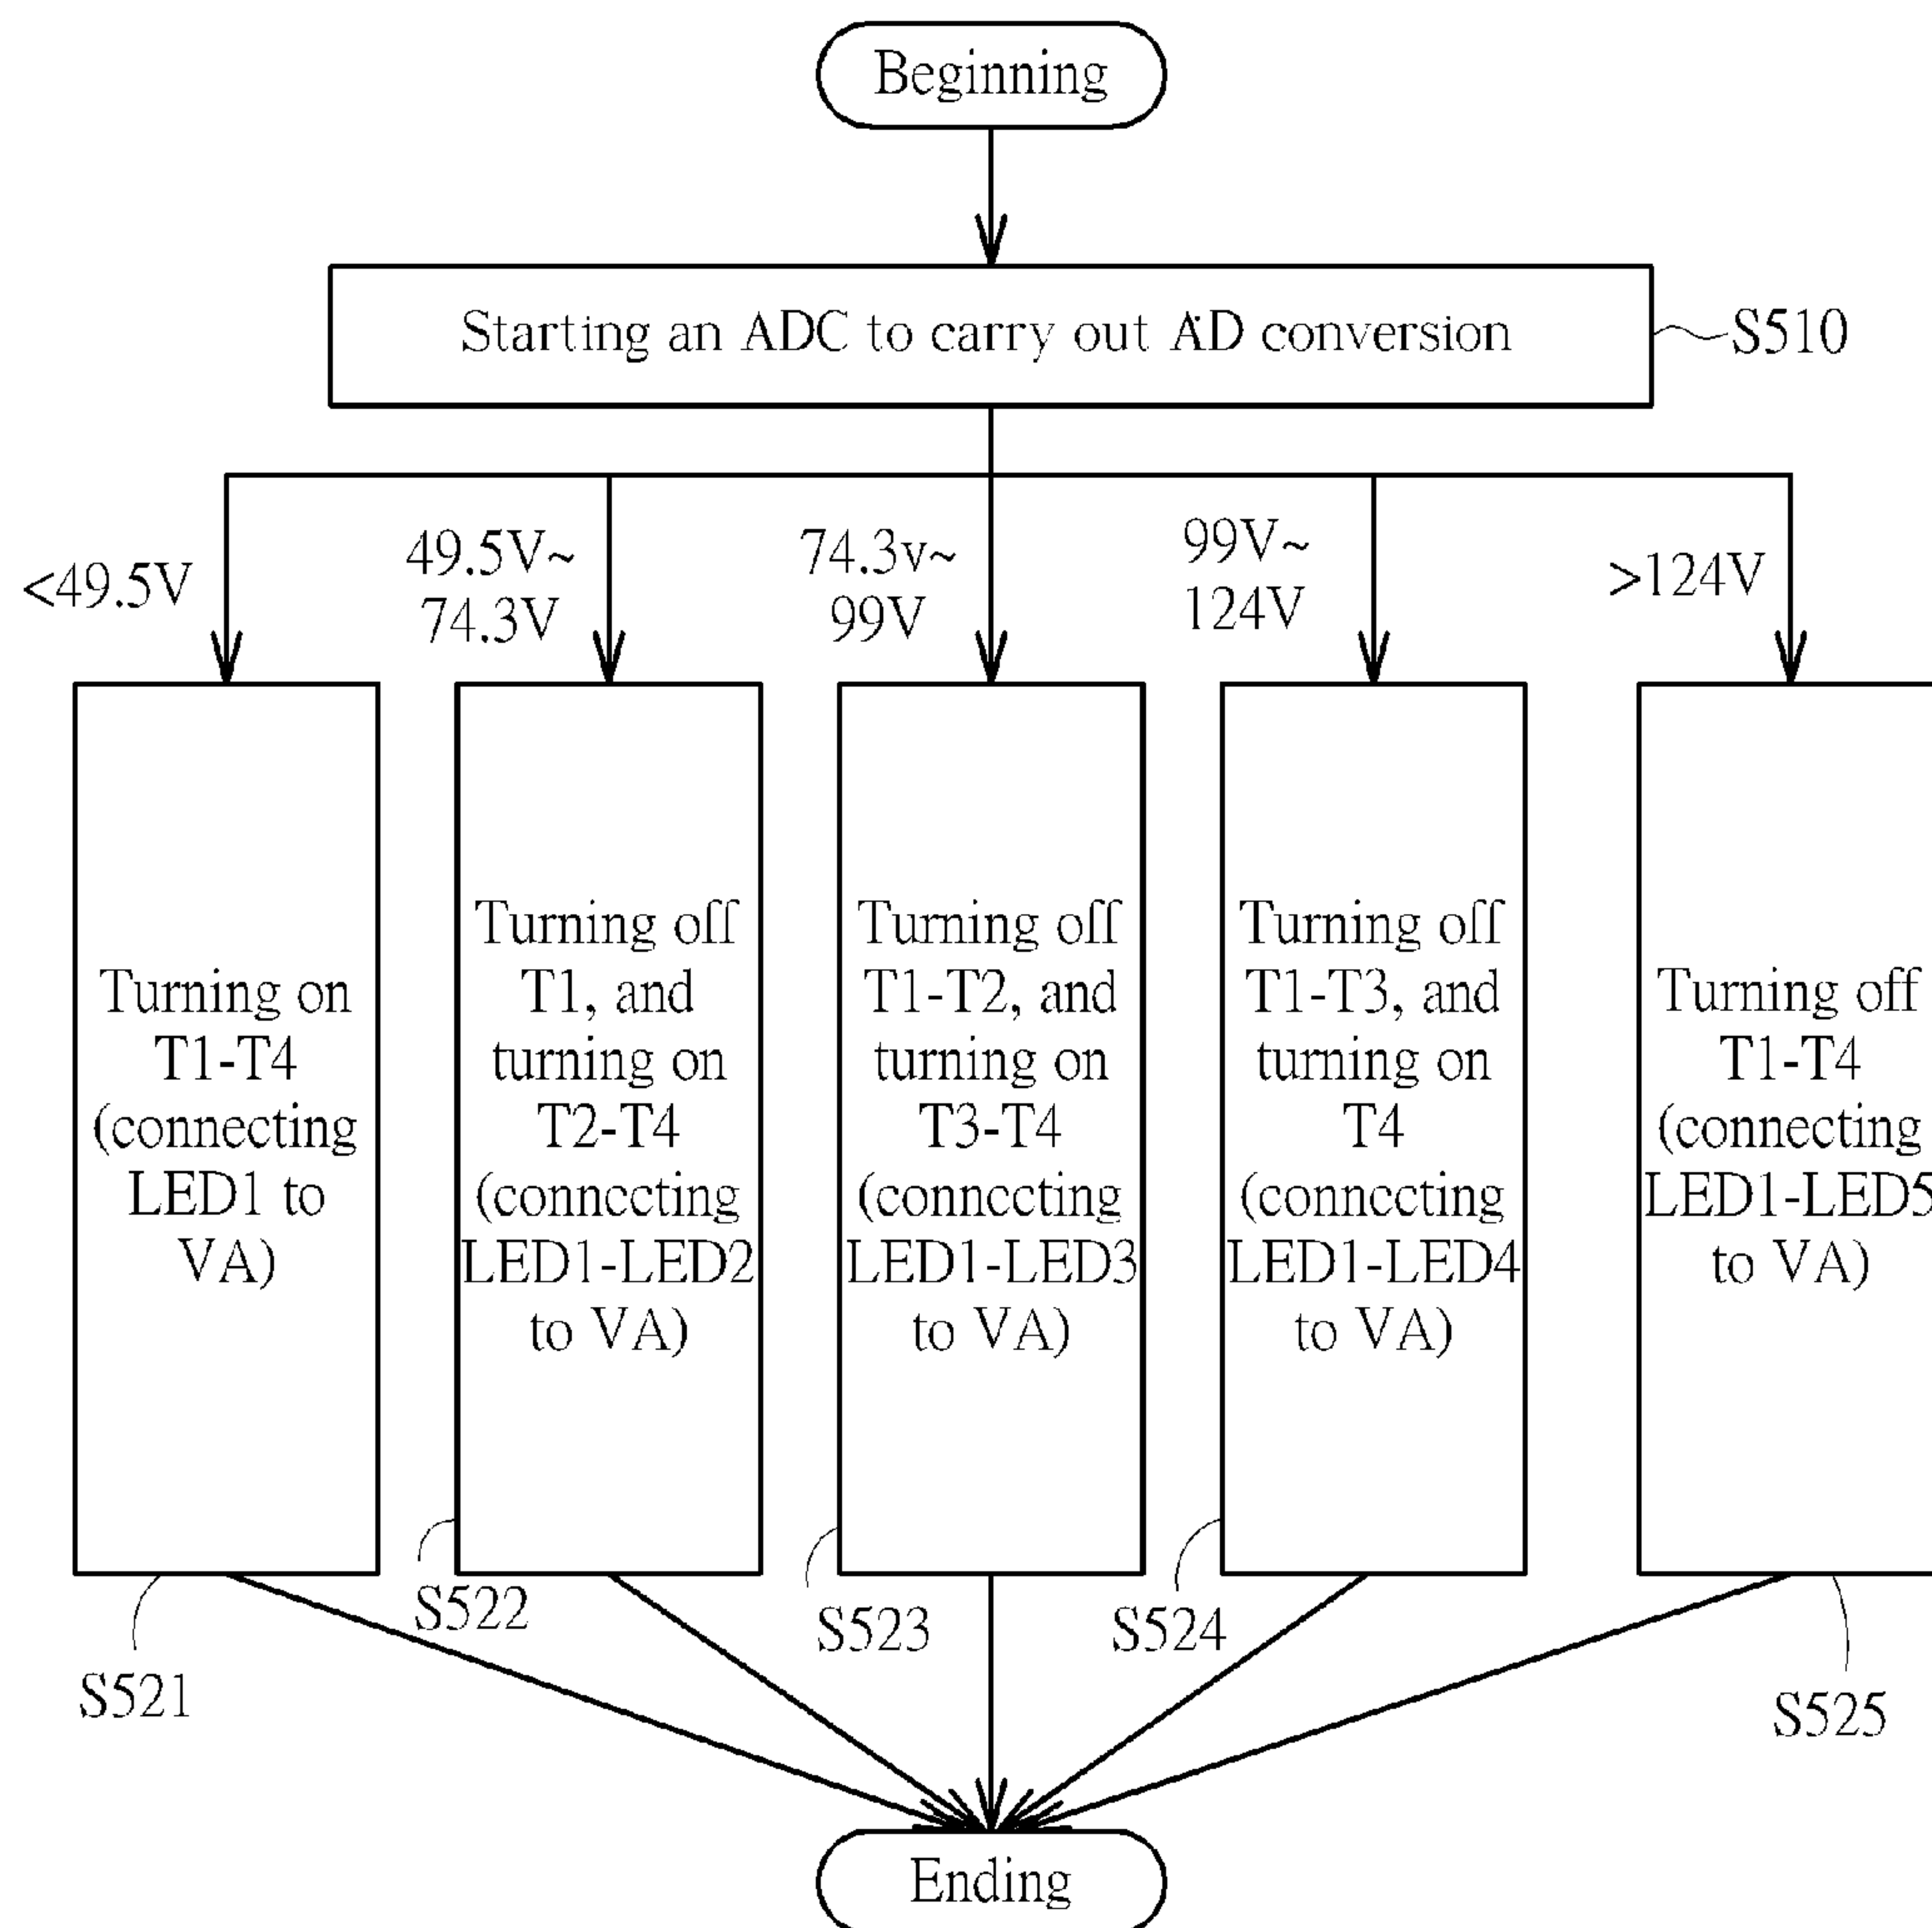 Beginning
Starting an ADC to carry out AD conversion
S510
<49.5V
49.5V~
74.3V
74.3v~
99V
99V~
124V
>124V
Turning on
T1-T4
(connecting
LED1 to
VA)
Turning off
T1, and
turning on
T2-T4
(connecting
LED1-LED2
to VA)
Turning off
T1-T2, and
turning on
T3-T4
(connecting
LED1-LED3
to VA)
Turning off
T1-T3, and
turning on
T4
(connecting
LED1-LED4
to VA)
Turning off
T1-T4
(connecting
LED1-LED5
to VA)
S521
S522
S523
S524
S525
Ending